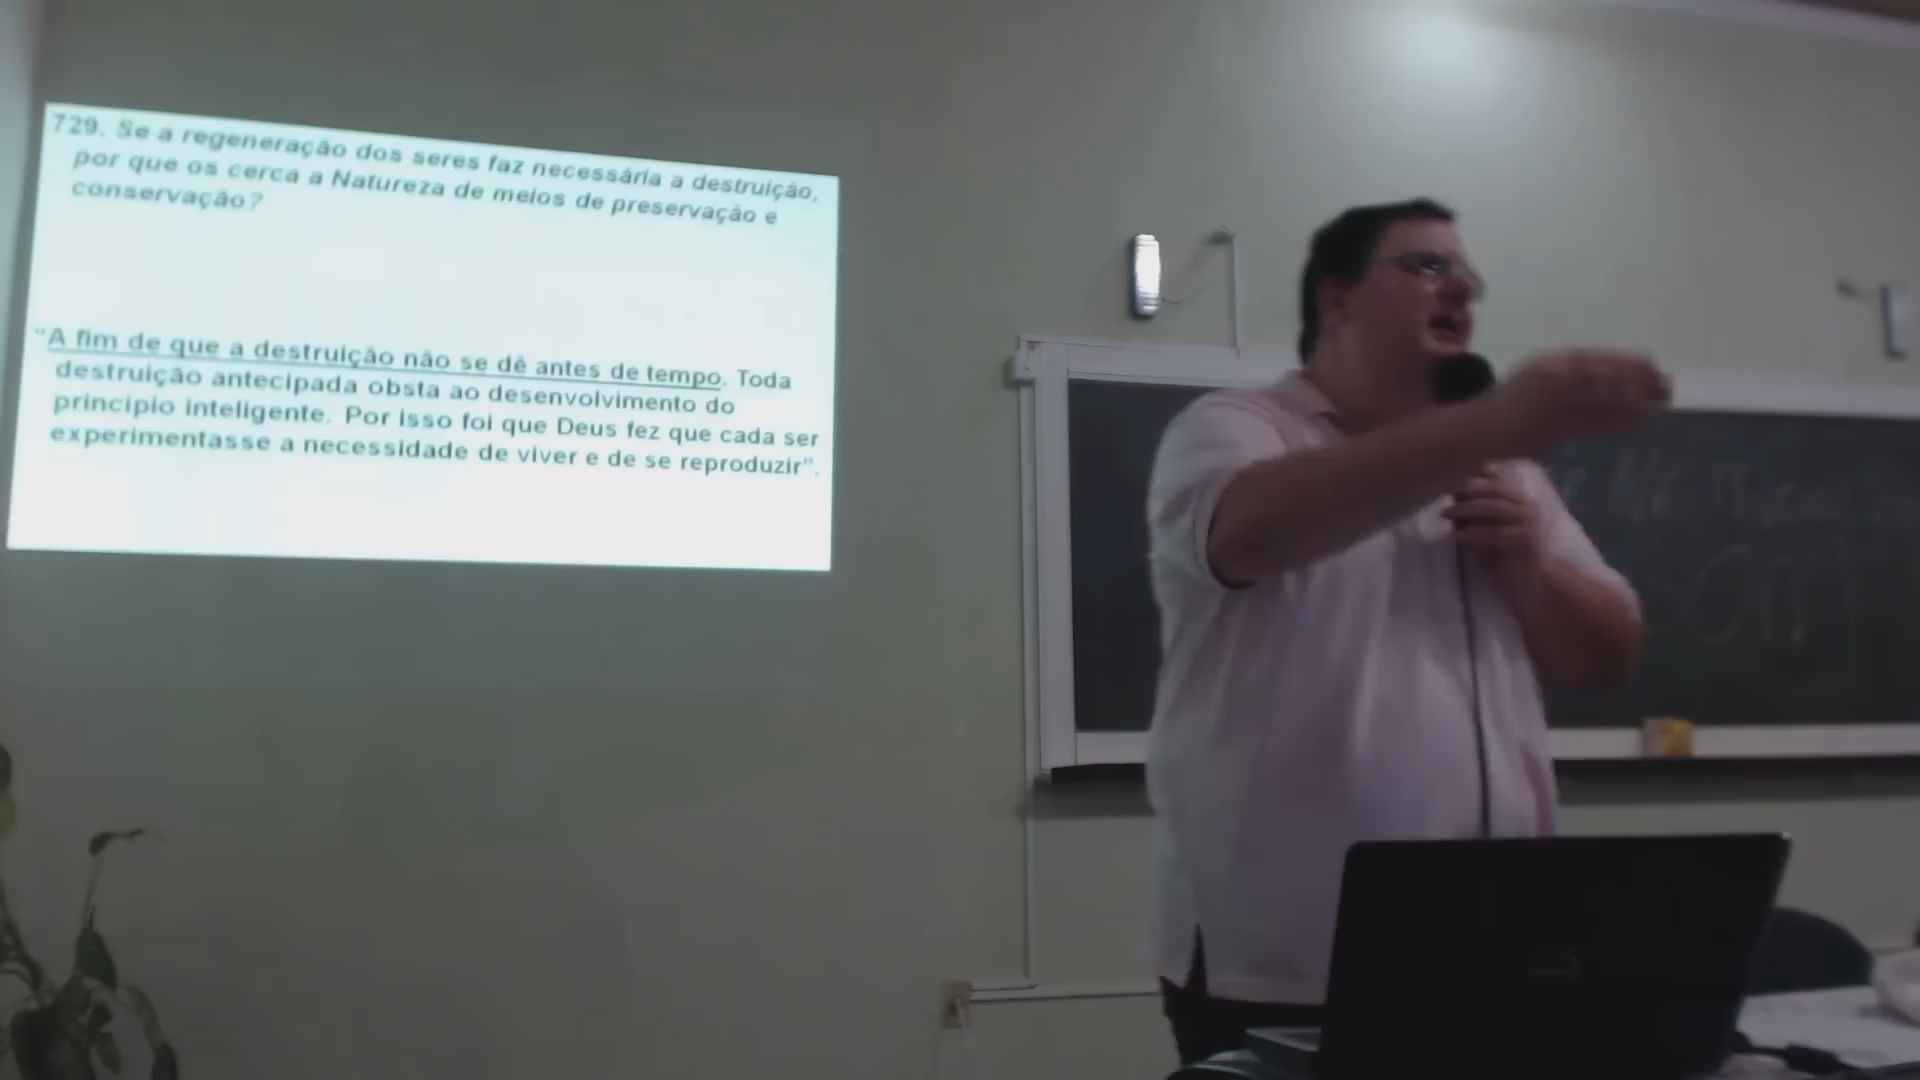 729. Se a regeneração dos seres faz necessária a destruição,
por que os cerca a Natureza de meios de preservação e
conservação?
"A fim de que a destruição não se dê antes de tempo. Toda
destruição antecipada obsta ao desenvolvimento do
princípio inteligente. Por isso foi que Deus fez que cada ser
experimentasse a necessidade de viver e de se reproduzir".